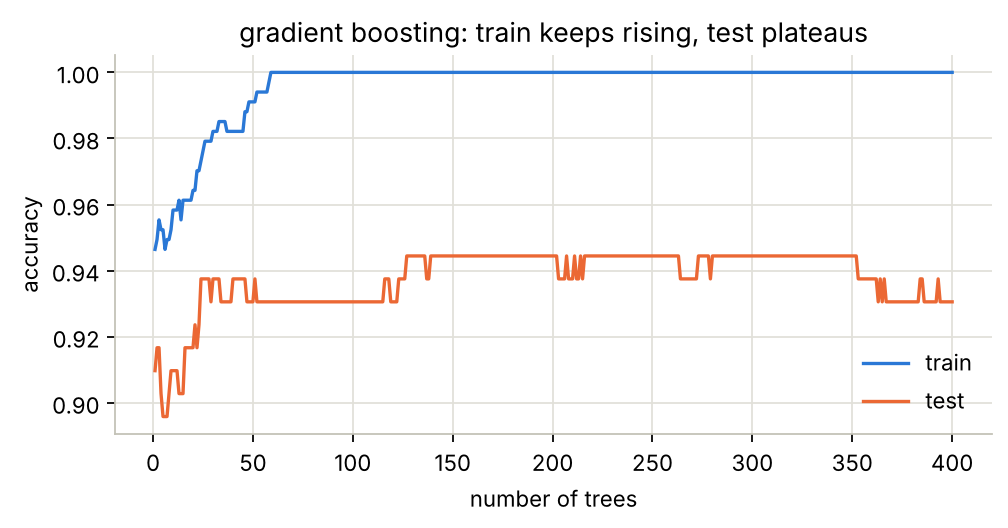 gradient boosting: train keeps rising, test plateaus
1.00
0.98
0.96
0.94
0.92
0.90
accuracy
train
test
0 50 100 150 200 250 300 350 400
number of trees